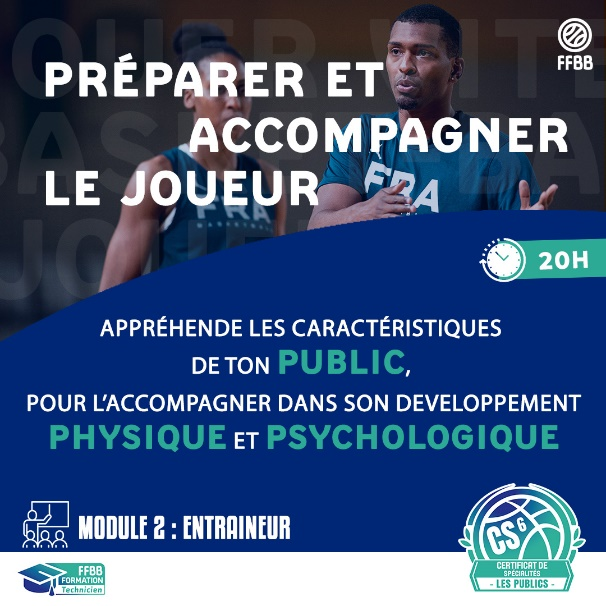 FFBB
PRÉPARER ET
ACCOMPAGNER
LE JOUEUR
FRA
FRA
20H
APPRÉHENDE LES CARACTÉRISTIQUES
DE TON PUBLIC,
POUR L'ACCOMPAGNER DANS SON DEVELOPPEMENT
PHYSIQUE ET PSYCHOLOGIQUE
MODULE 2 : ENTRAINEUR
CS6
CERTIFICAT DE
SPÉCIALITÉS
- LES PUBLICS -
FFBB
FORMATION
Technicien